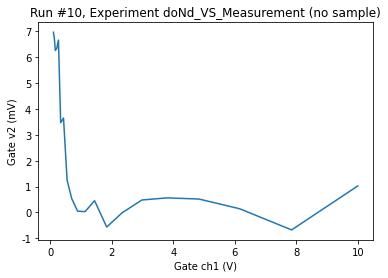 Run #10, Experiment doNd_VS_Measurement (no sample)
7
6
5
4
3
2
1
0
-1
Gate v2 (mV)
0 2 4 6 8 10
Gate ch1 (V)